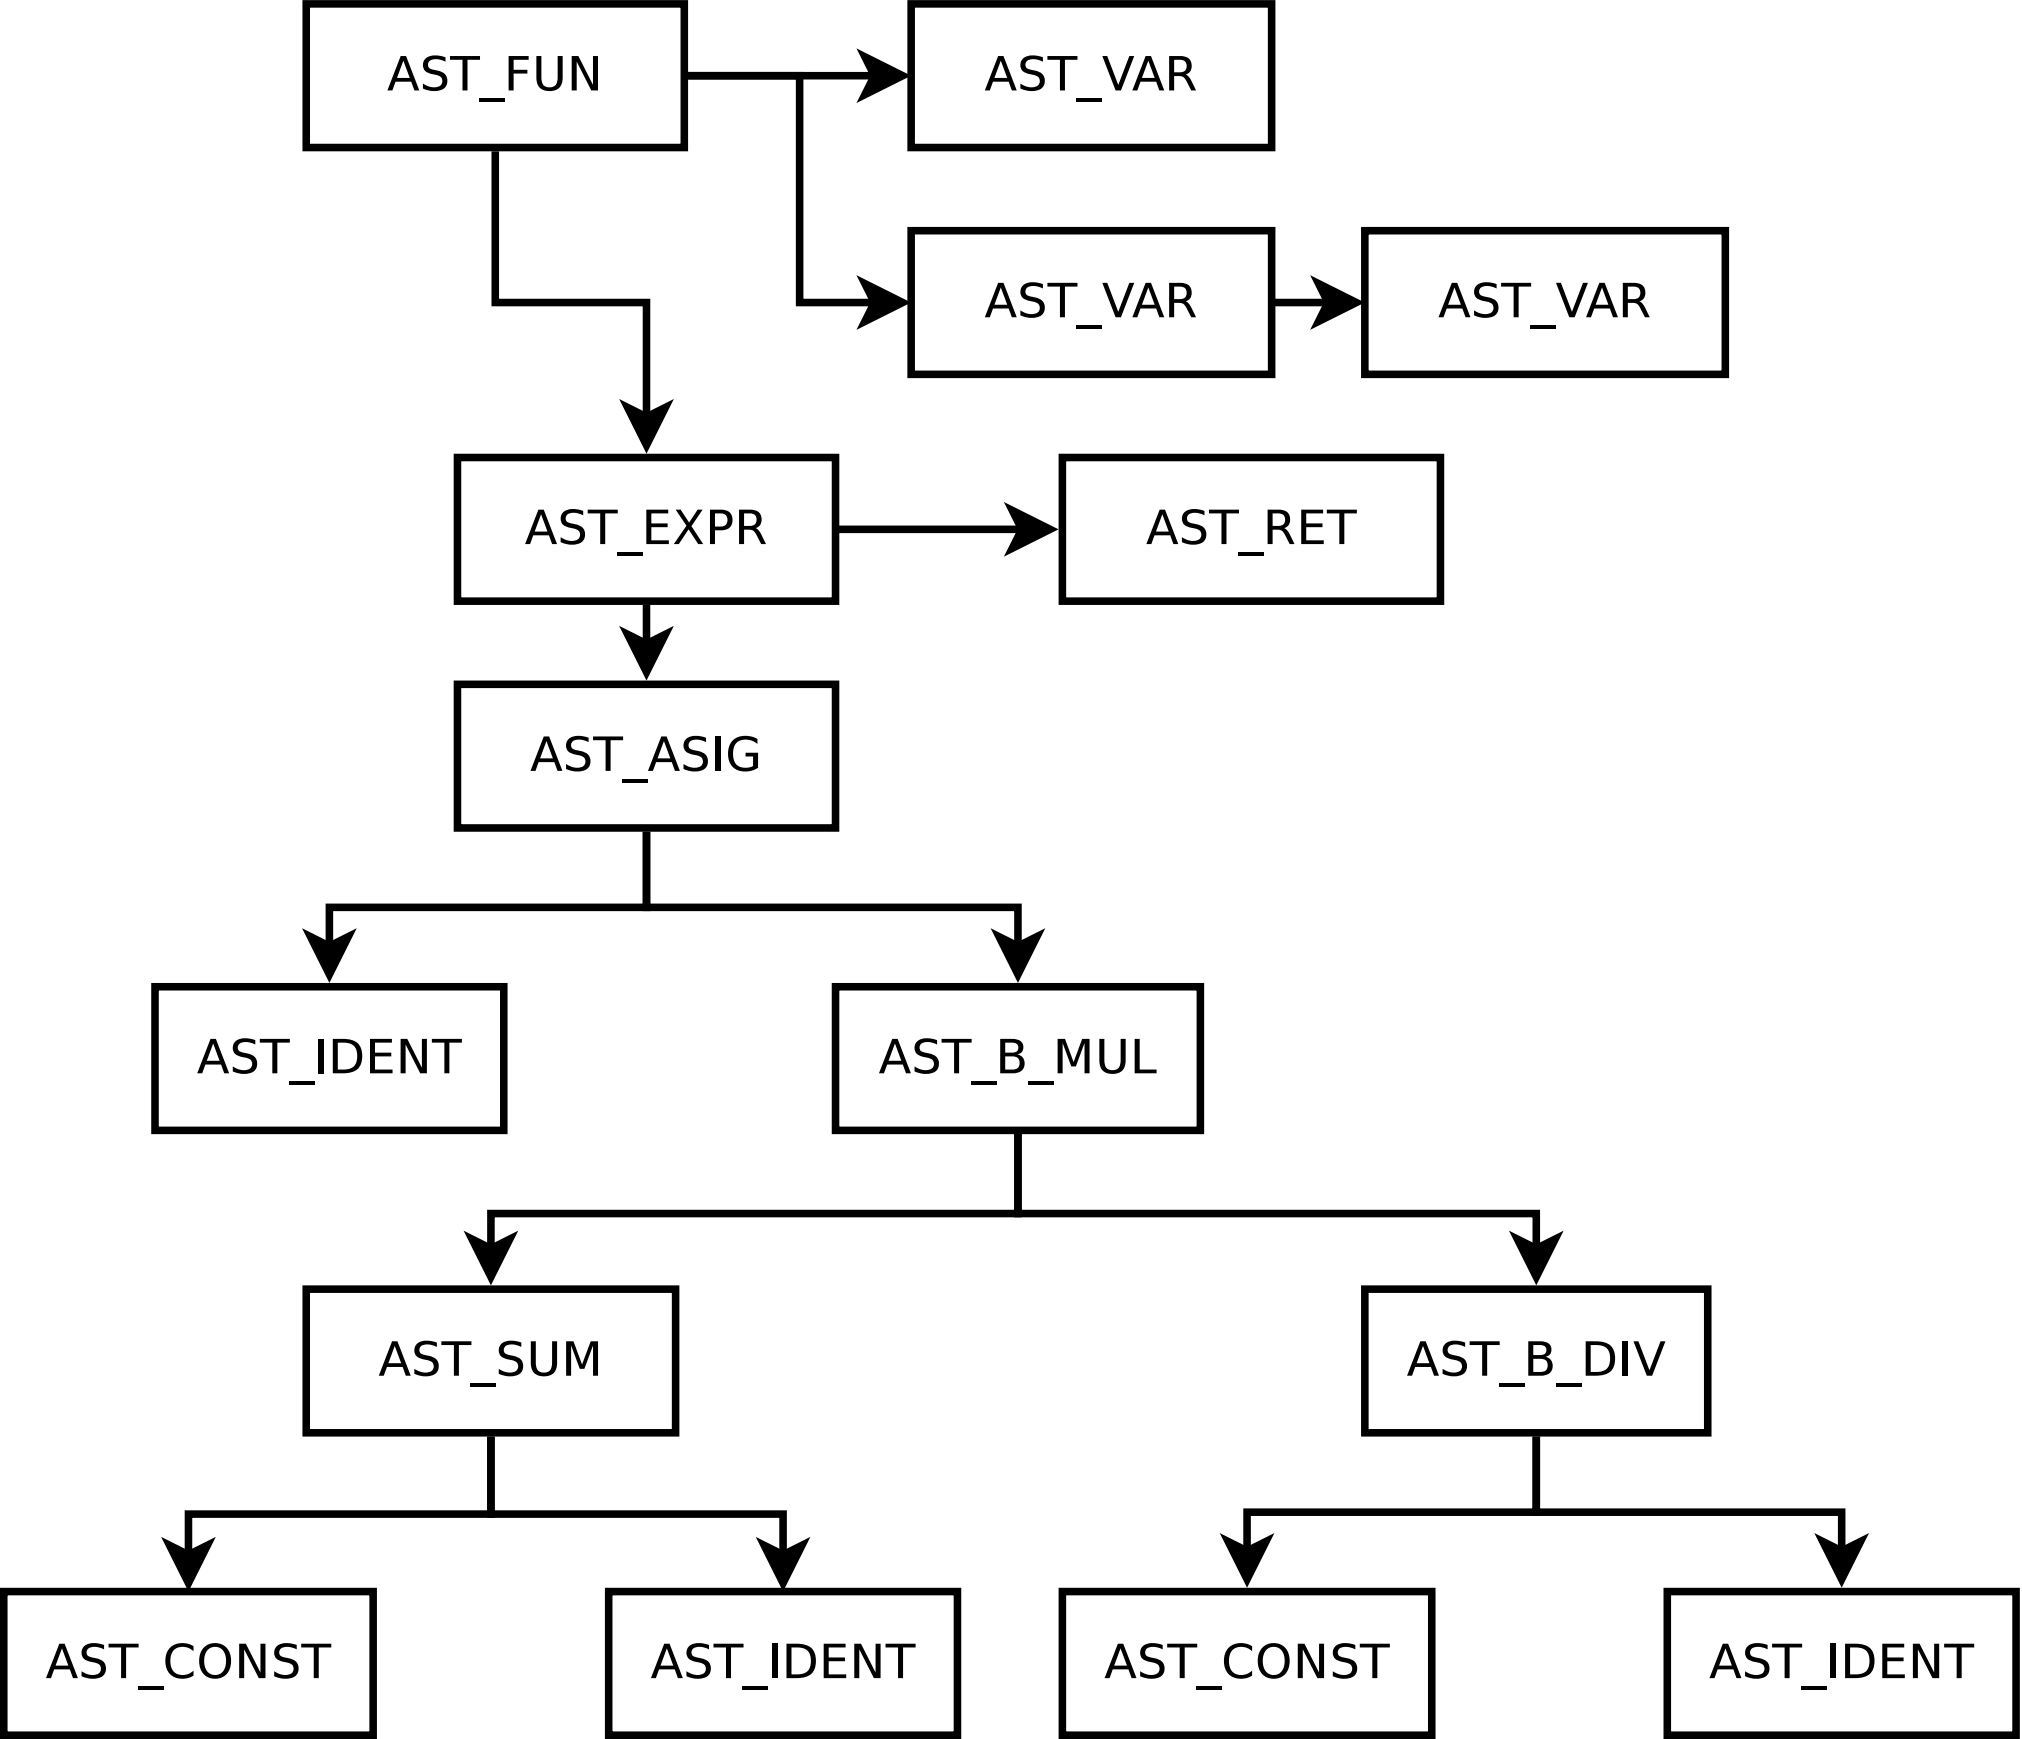 AST_FUN
AST_VAR
AST_VAR
AST_VAR
AST_EXPR
AST_RET
AST_ASIG
AST_IDENT
AST_B_MUL
AST_SUM
AST_B_DIV
AST_CONST
AST_IDENT
AST_CONST
AST_IDENT